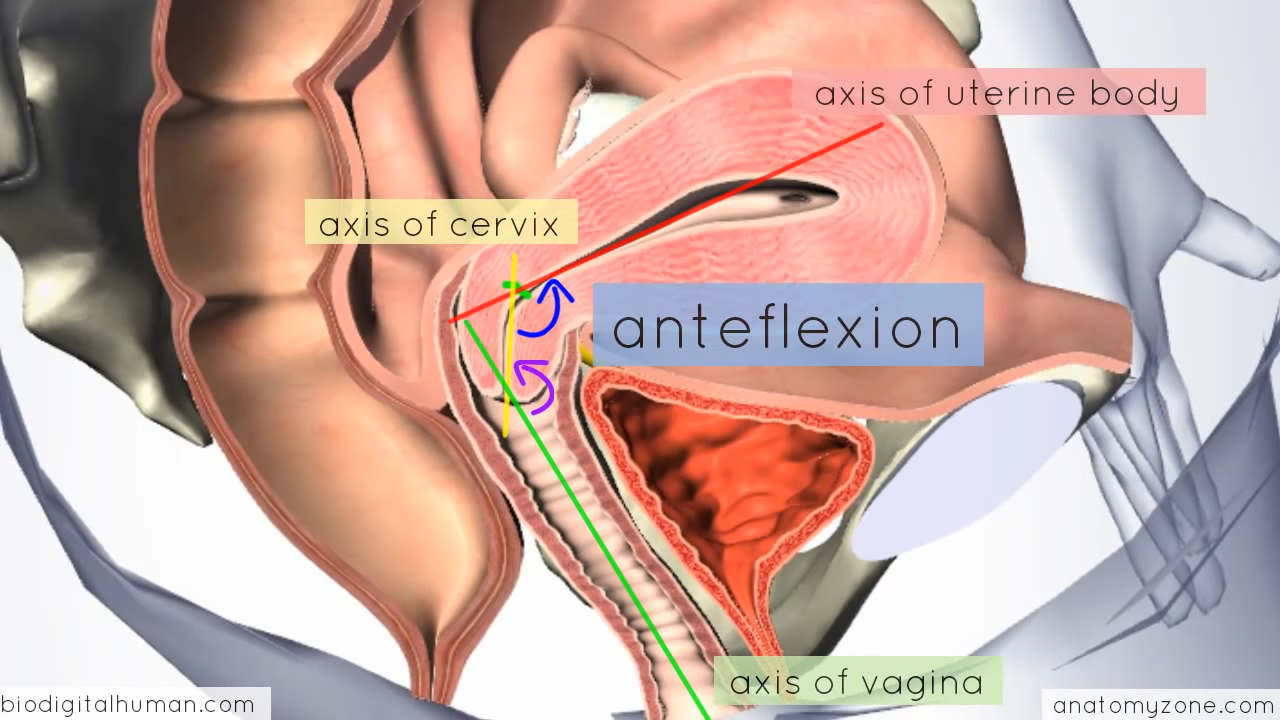 axis of uterine body
axis of cervix
anteflexion
axis of vagina
biodigitalhuman.com
anatomyzone.com